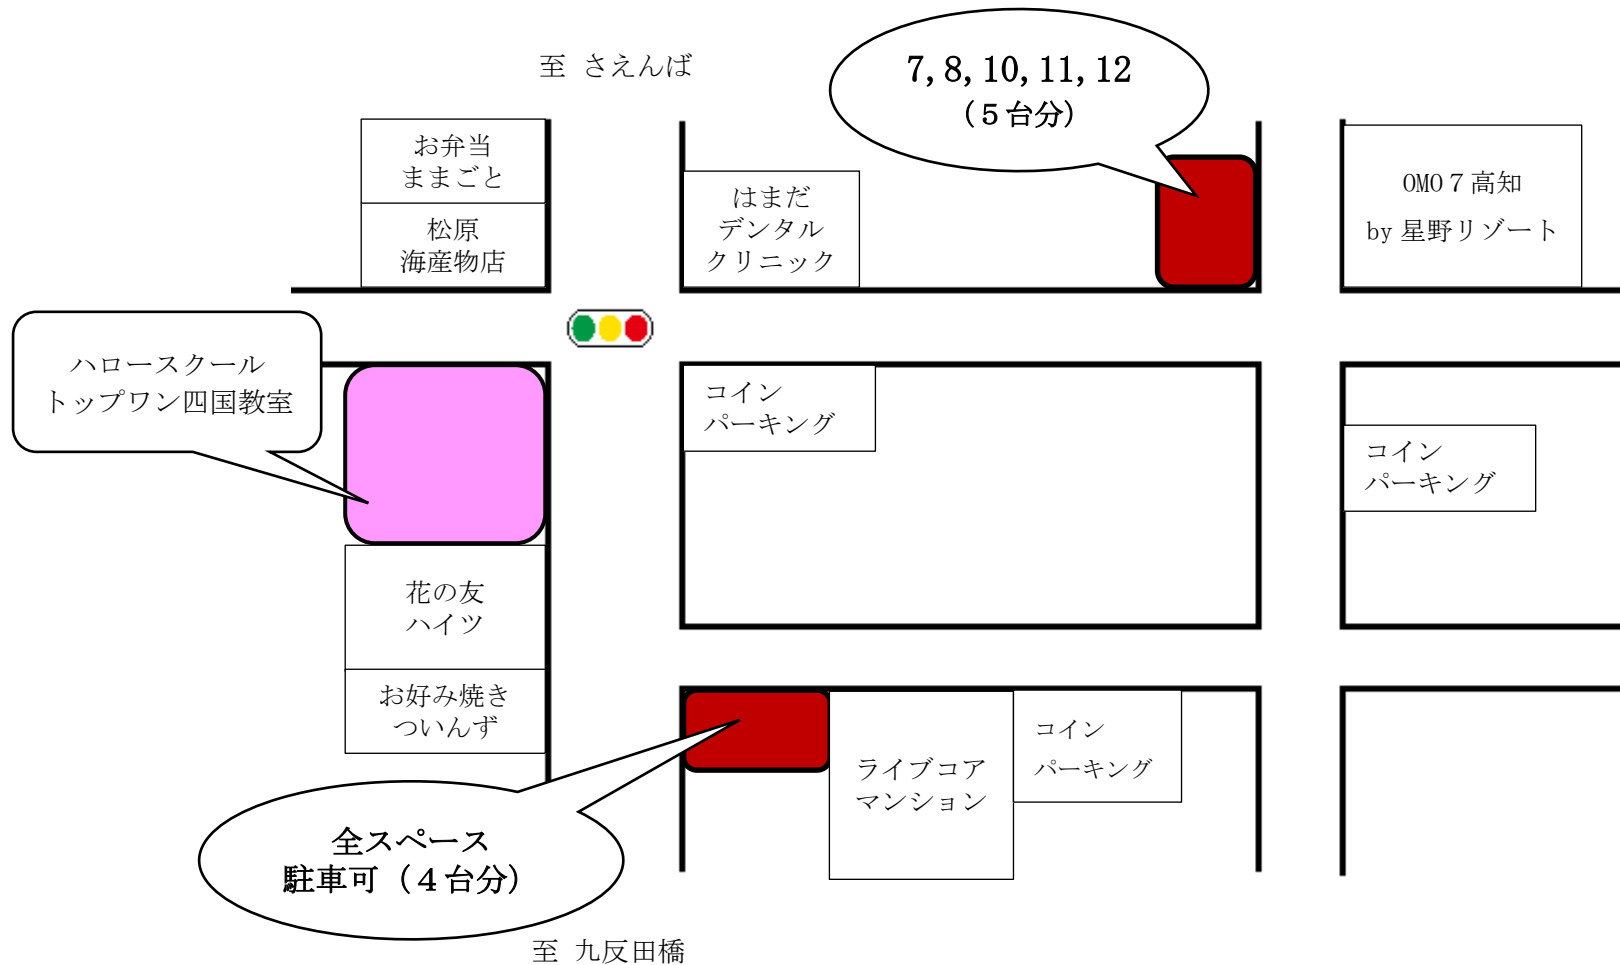 至 さえんば
7,8,10,11,12
(５台分)
お弁当
ままごと
松原
海産物店
はまだ
デンタル
クリニック
OMO７高知
by 星野リゾート
ハロースクール
トップワン四国教室
コイン
パーキング
コイン
パーキング
花の友
ハイツ
お好み焼き
ついんず
ライブコア
マンション
コイン
パーキング
全スペース
駐車可（４台分）
至 九反田橋